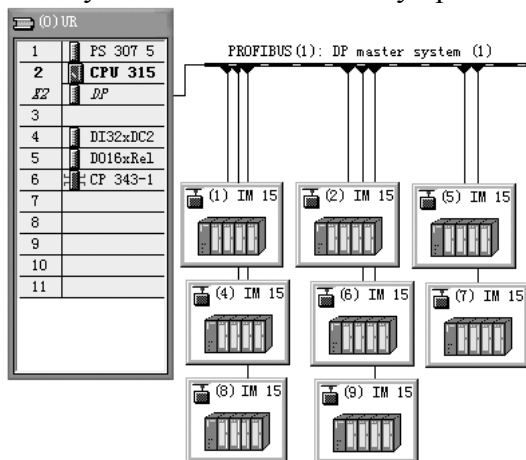 (0) UR
1 PS 307 5
2 CPU 315
X2 DP
3
4 DI32xDC2
5 DO16xRel
6 CP 343-1
7
8
9
10
11
PROFIBUS(1): DP master system (1)
(1) IM 15
(2) IM 15
(5) IM 15
(4) IM 15
(6) IM 15
(7) IM 15
(8) IM 15
(9) IM 15